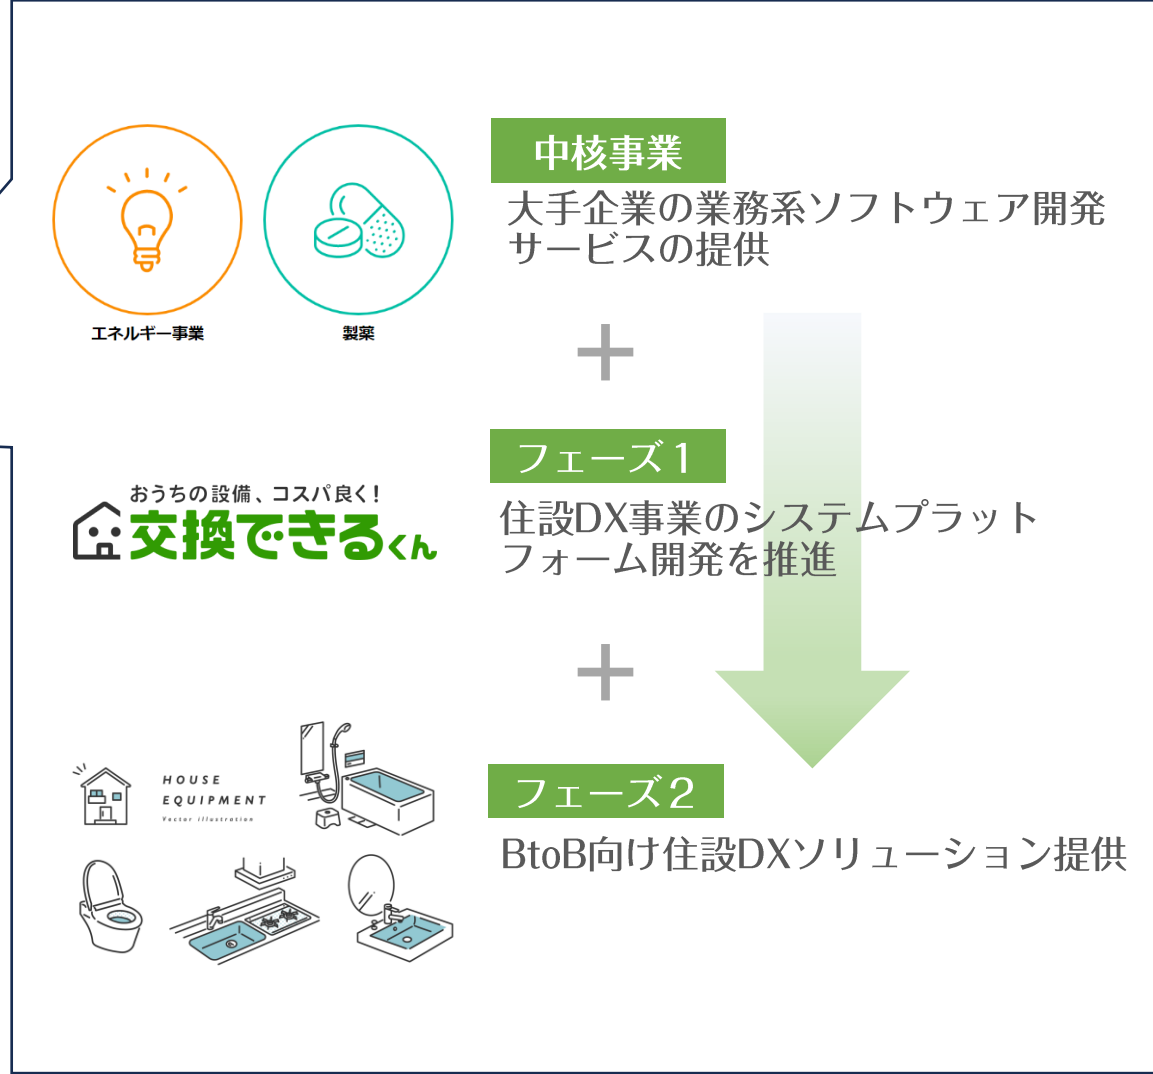 中核事業
大手企業の業務系ソフトウェア開発
サービスの提供
エネルギー事業
製薬
フェーズ１
おうちの設備、コスパ良く！
交換できるくん
住設DX事業のシステムプラット
フォーム開発を推進
フェーズ２
BtoB向け住設DXソリューション提供
HOUSE
EQUIPMENT
Vector illustration